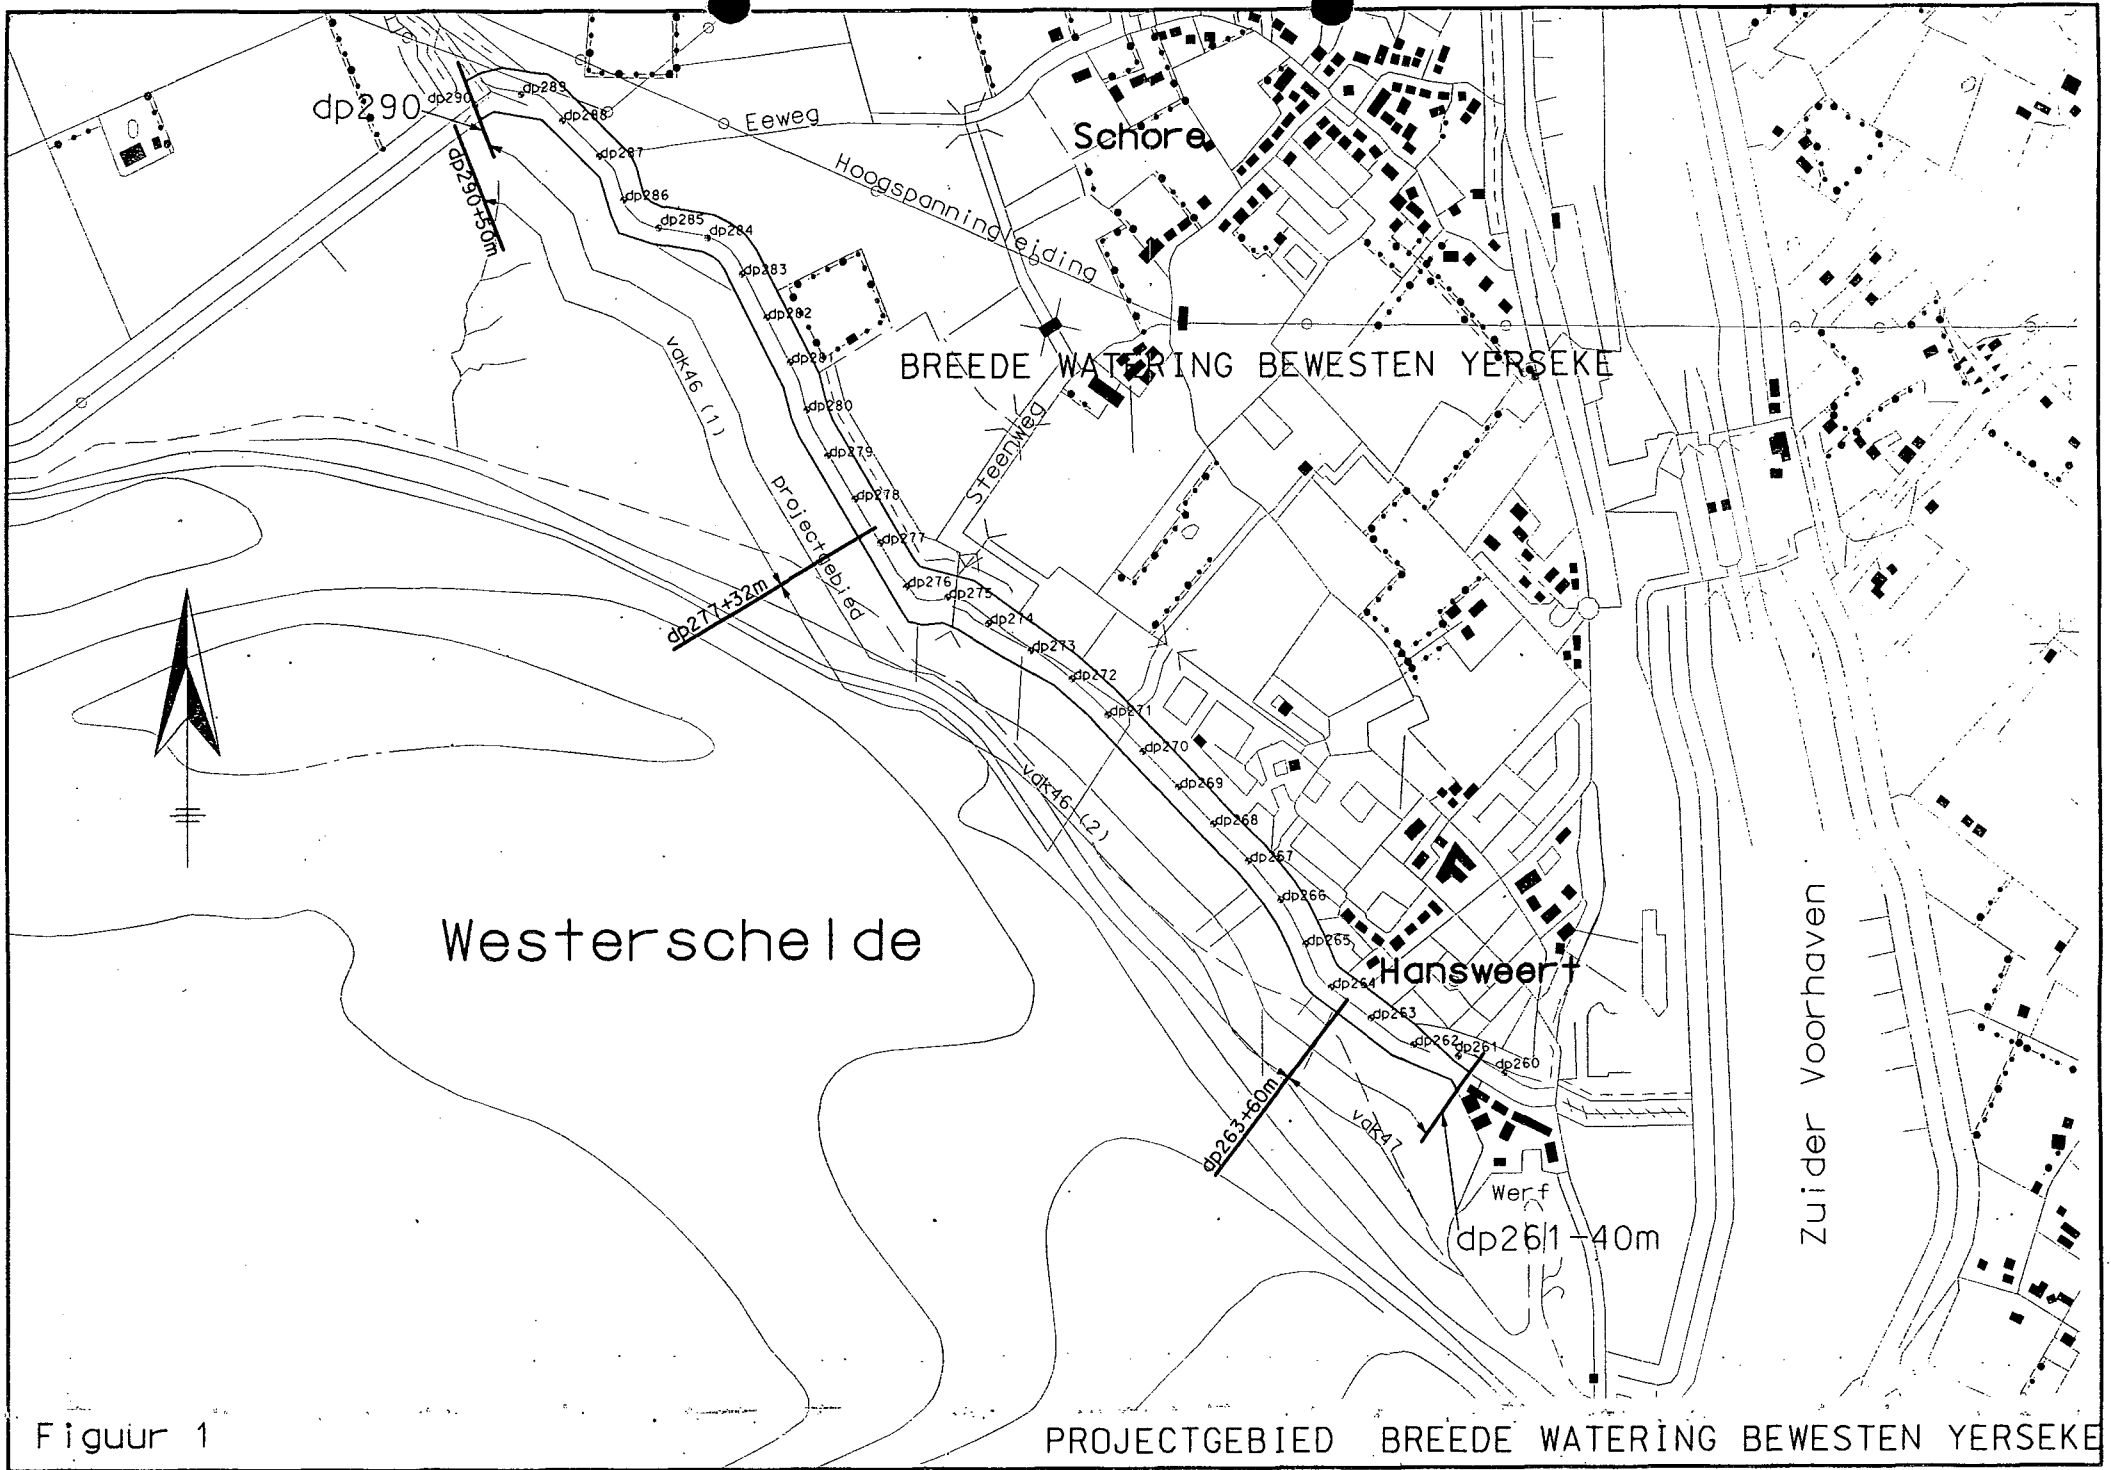 dp290
dp290
dp289
dp288
dp287
dp286
dp285
dp284
dp283
dp282
dp281
dp280
dp279
dp278
dp277
dp276
dp275
dp274
dp273
dp272
dp271
dp270
dp269
dp268
dp267
dp266
dp265
dp264
dp263
dp262
dp261
dp260
dp290+50m
Eeweg
Schore
Hoogspanningleiding
BREEDE WATERING BEWESTEN YERSEKE
vak46 (1)
projectgebied
Steenweg
dp277+32m
vak46 (2)
Westerschelde
Hansweert
dp263+60m
vak47
Werf
dp261-40m
Zuider Voorhaven
Figuur 1
PROJECTGEBIED BREEDE WATERING BEWESTEN YERSEKE